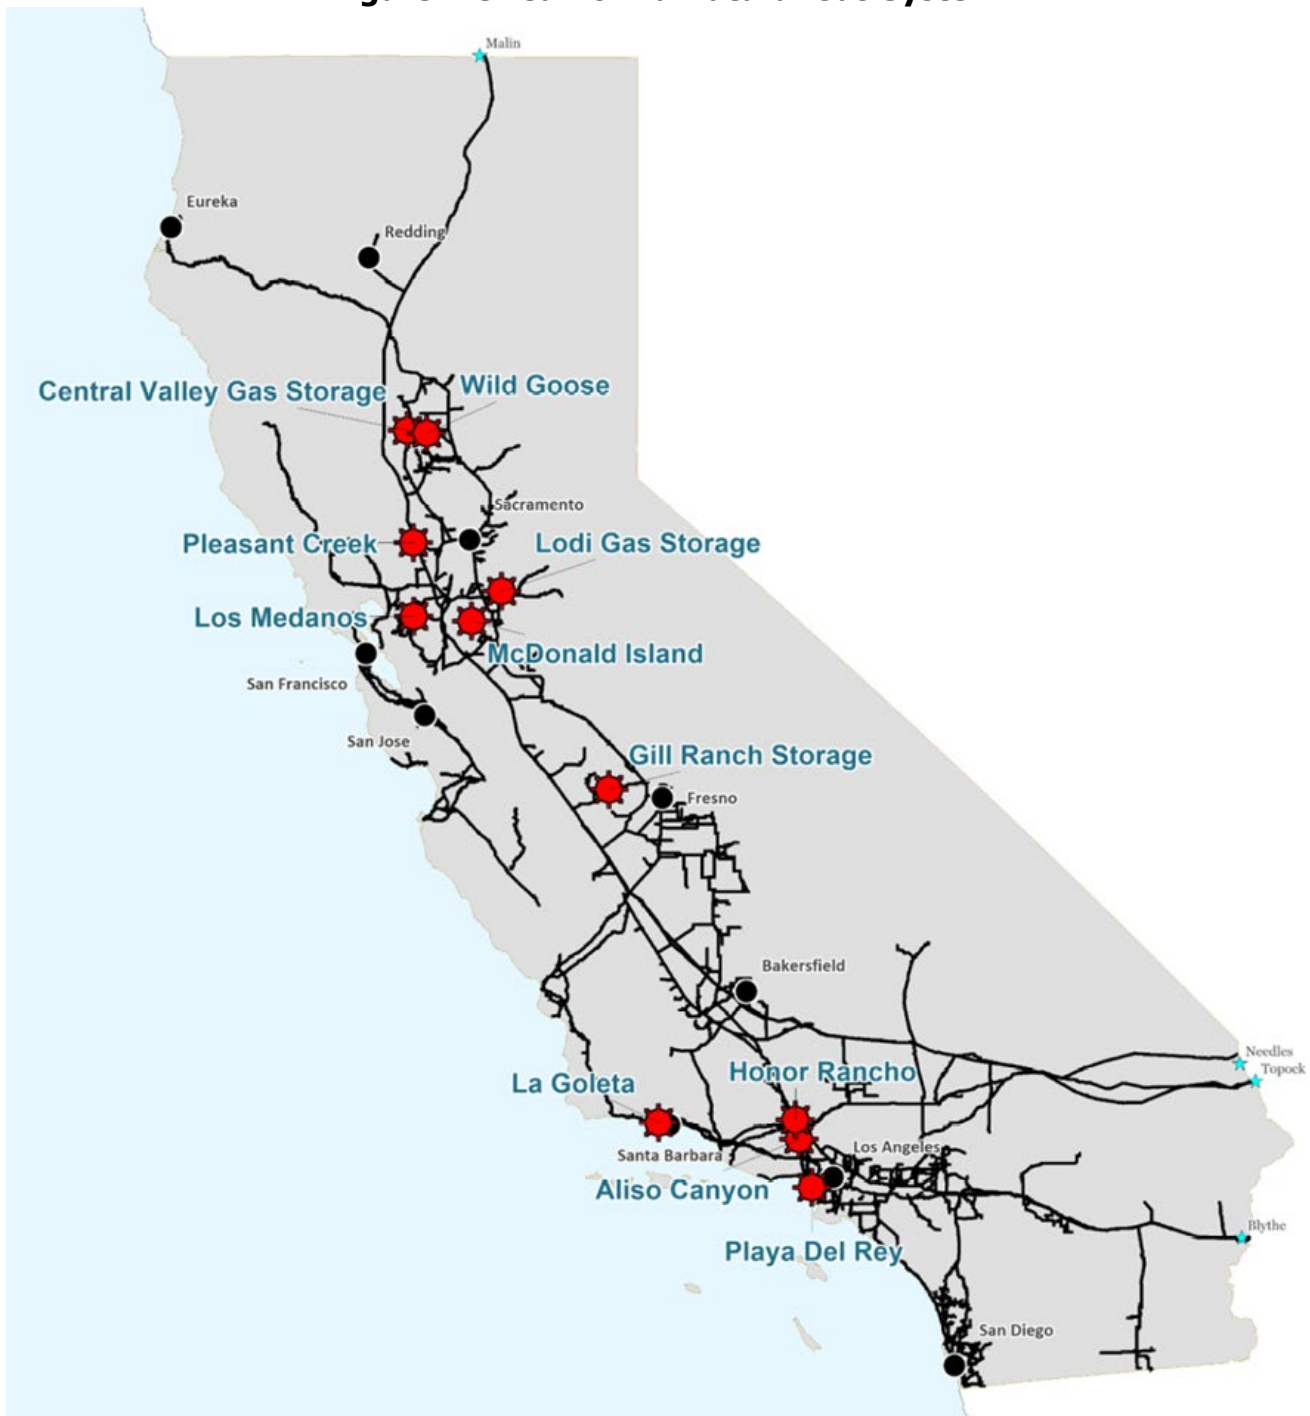 Malin
Eureka
Redding
Central Valley Gas Storage
Wild Goose
Sacramento
Pleasant Creek
Lodi Gas Storage
Los Medanos
McDonald Island
San Francisco
San Jose
Gill Ranch Storage
Fresno
Bakersfield
Needles
Topock
La Goleta
Honor Rancho
Santa Barbara
Los Angeles
Aliso Canyon
Blythe
Playa Del Rey
San Diego